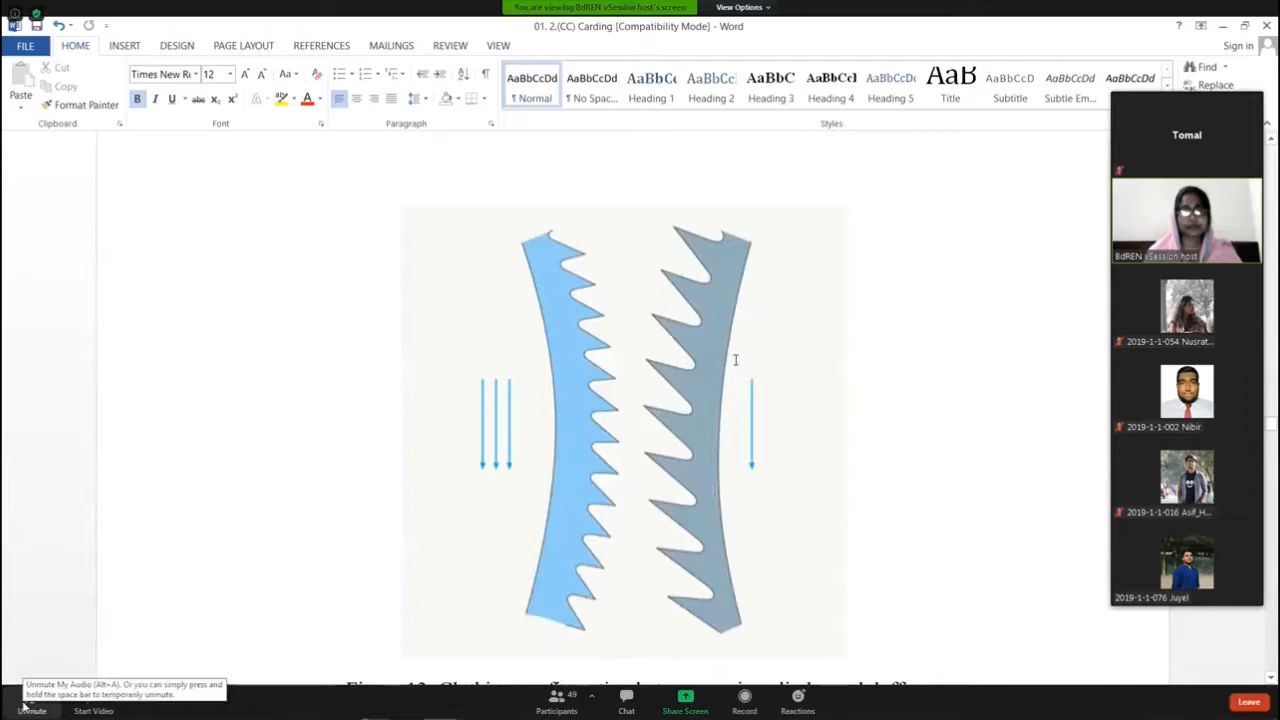 You are viewing BdREN vSession host's screen
View Options
01. 2.(CC) Carding [Compatibility Mode] - Word
FILE
HOME
INSERT
DESIGN
PAGE LAYOUT
REFERENCES
MAILINGS
REVIEW
VIEW
Sign in
Paste
Cut
Copy
Format Painter
Clipboard
Times New Ro
12
Font
Paragraph
AaBbCcDd
¶ Normal
AaBbCcDd
¶ No Spac...
AaBbCc
Heading 1
AaBbCc
Heading 2
AaBbC
Heading 3
AaBbCcI
Heading 4
AaBbCcDd
Heading 5
AaB
Title
AaBbCcD
Subtitle
AaBbCcDd
Subtle Em...
AaBbCcDd
Styles
Find
Replace
Tomal
BdREN vSession host
2019-1-1-054 Nusrat...
2019-1-1-002 Nibir
2019-1-1-016 Asif_H...
2019-1-1-076 Juyel
Unmute My Audio (Alt+A). Or you can simply press and
hold the space bar to temporarily unmute.
Unmute
Start Video
Participants
49
Chat
Share Screen
Record
Reactions
Leave